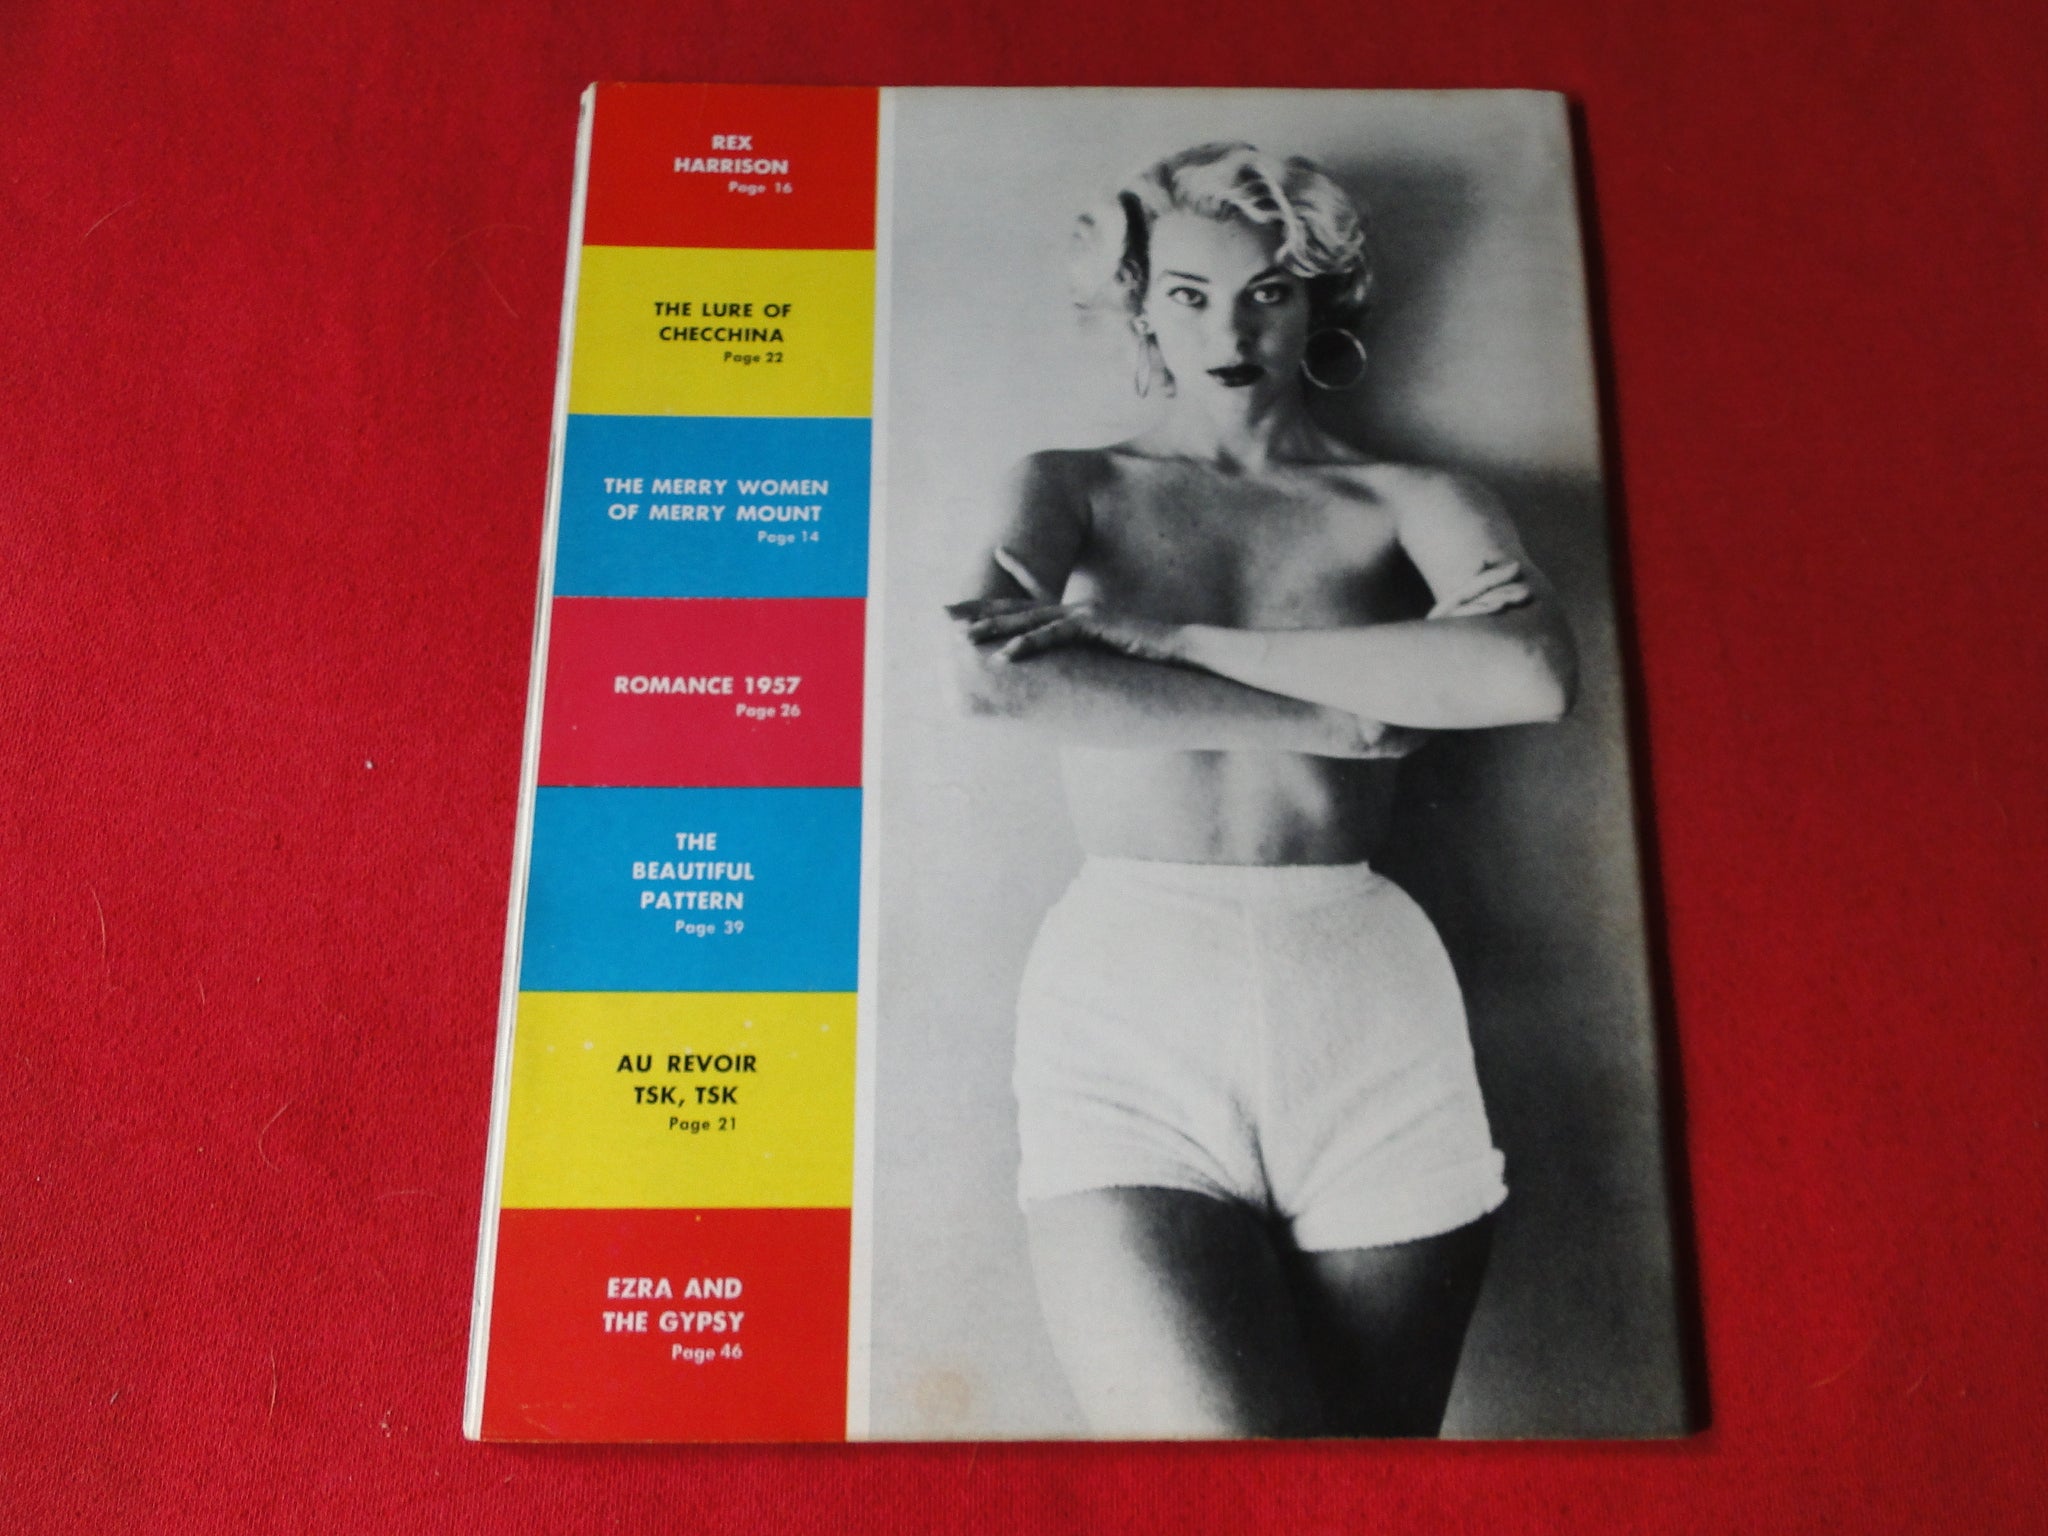 REX
HARRISON
Page 16
THE LURE OF
CHECCHINA
Page 22
THE MERRY WOMEN
OF MERRY MOUNT
Page 14
ROMANCE 1957
Page 26
THE
BEAUTIFUL
PATTERN
Page 39
AU REVOIR
TSK, TSK
Page 21
EZRA AND
THE GYPSY
Page 46